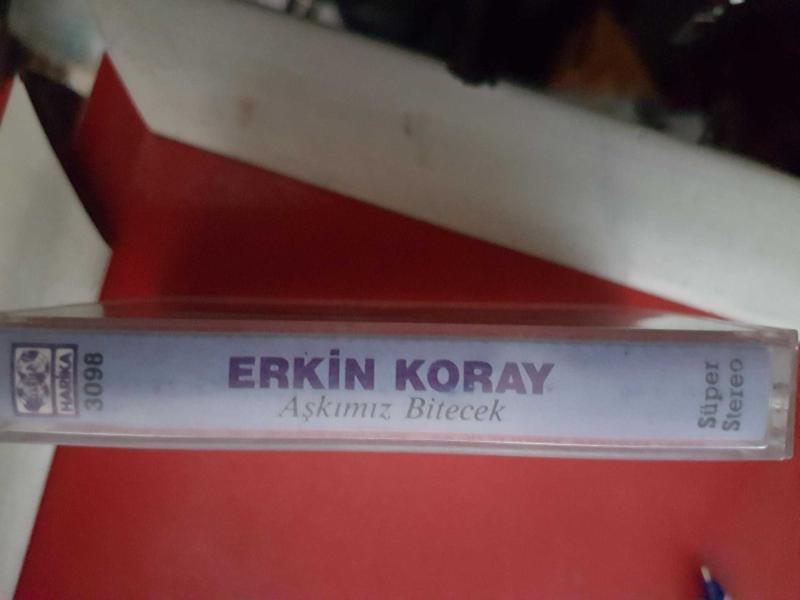 HARİKA
3098
ERKİN KORAY
Aşkımız Bitecek
Süper
Stereo